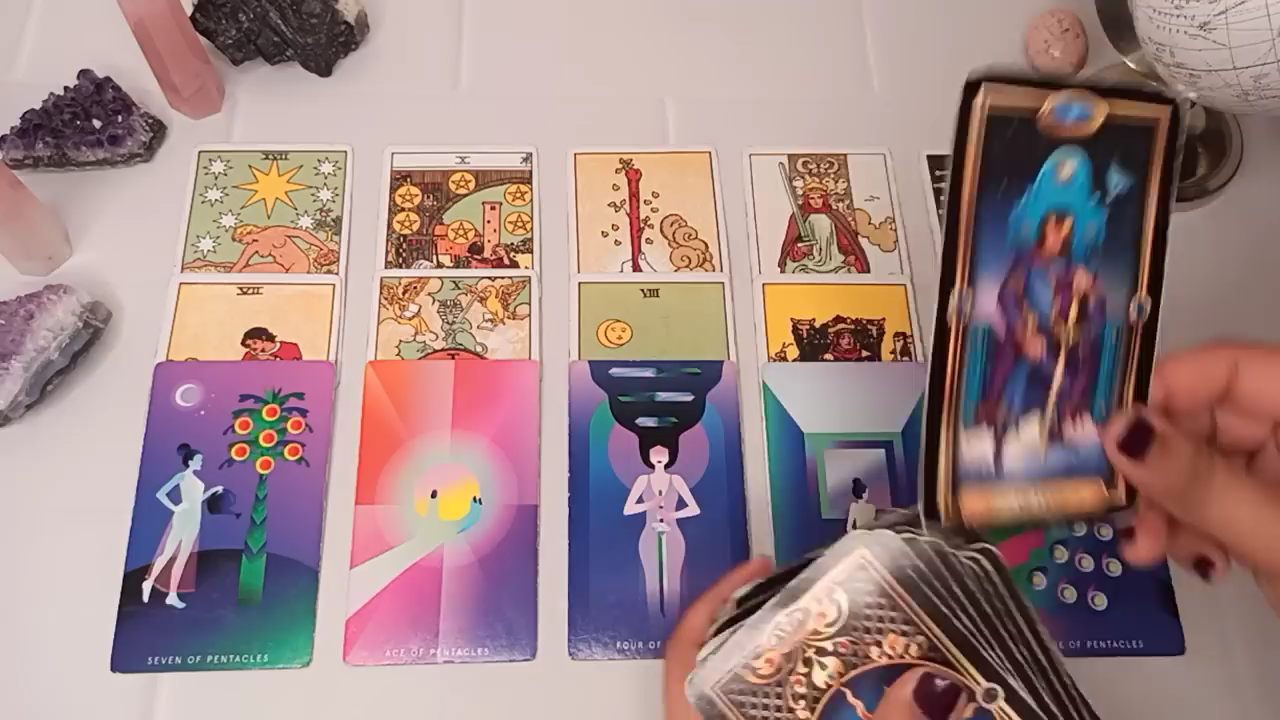 XVII
X
VII
X
VIII
SEVEN OF PENTACLES
ACE OF PENTACLES
FOUR OF
OF PENTACLES